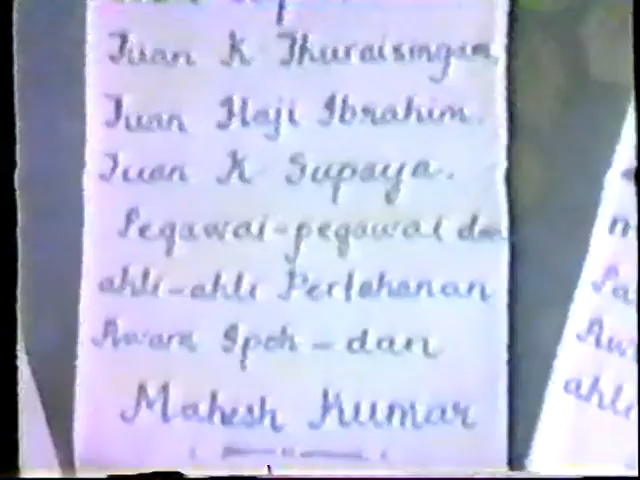 Tuan K Thuraisingam
Tuan Haji Ibrahim.
Tuan K Supaya.
Pegawai-pegawai dan
ahli-ahli Pertahanan
Awam Ipoh - dan
Mahesh Kumar